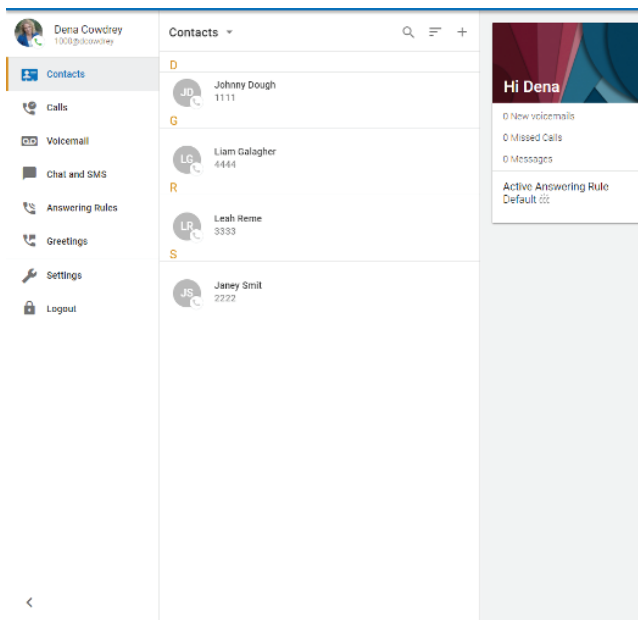 Dena Cowdrey
1000@dcowdrey
Contacts
Calls
Voicemail
Chat and SMS
Answering Rules
Greetings
Settings
Logout
Contacts
D
JD
Johnny Dough
1111
G
LG
Liam Galagher
4444
R
LR
Leah Reme
3333
S
JS
Janey Smit
2222
Hi Dena
0 New voicemails
0 Missed Calls
0 Messages
Active Answering Rule
Default